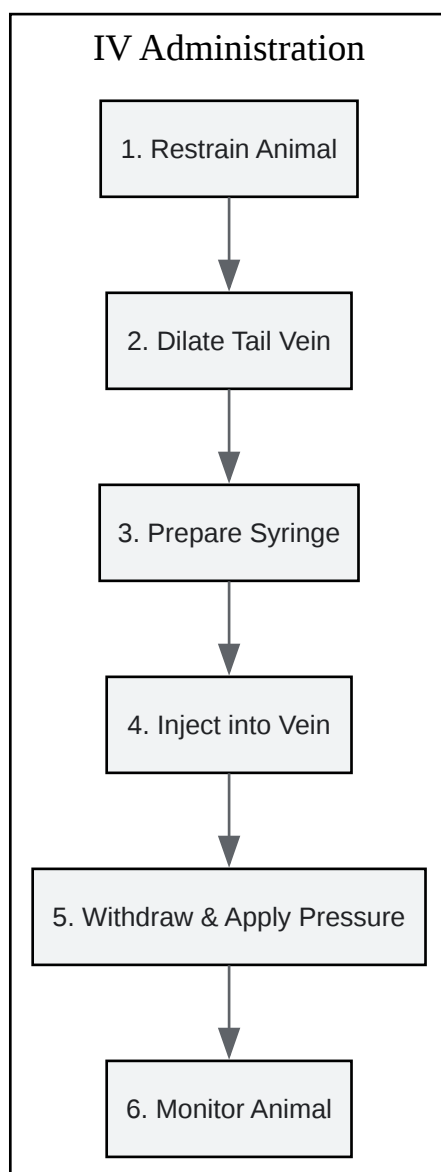 IV Administration
1. Restrain Animal
2. Dilate Tail Vein
3. Prepare Syringe
4. Inject into Vein
5. Withdraw & Apply Pressure
6. Monitor Animal